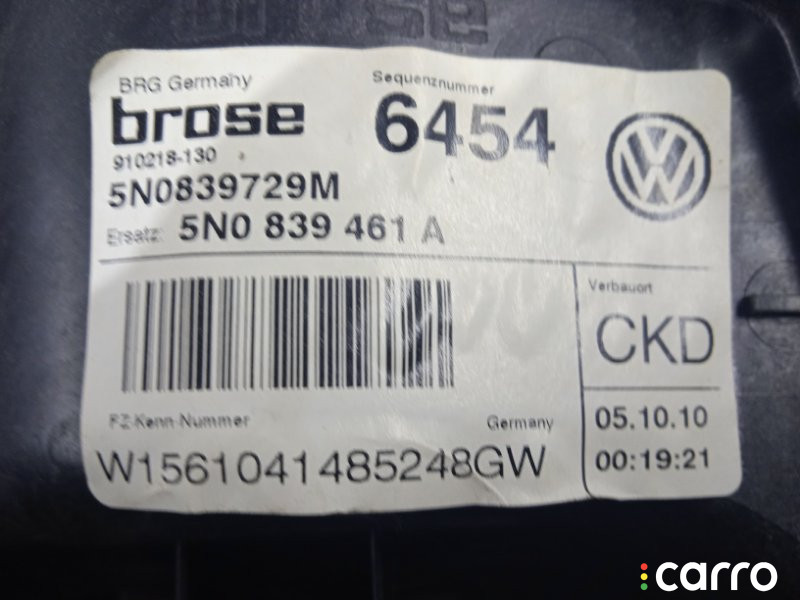 BRG Germany
brose
910218-130
Sequenznummer
6454
5N0839729M
Ersatz: 5N0 839 461 A
Verbauort
CKD
FZ-Kenn-Nummer
Germany
W1561041485248GW
05.10.10
00:19:21
carro